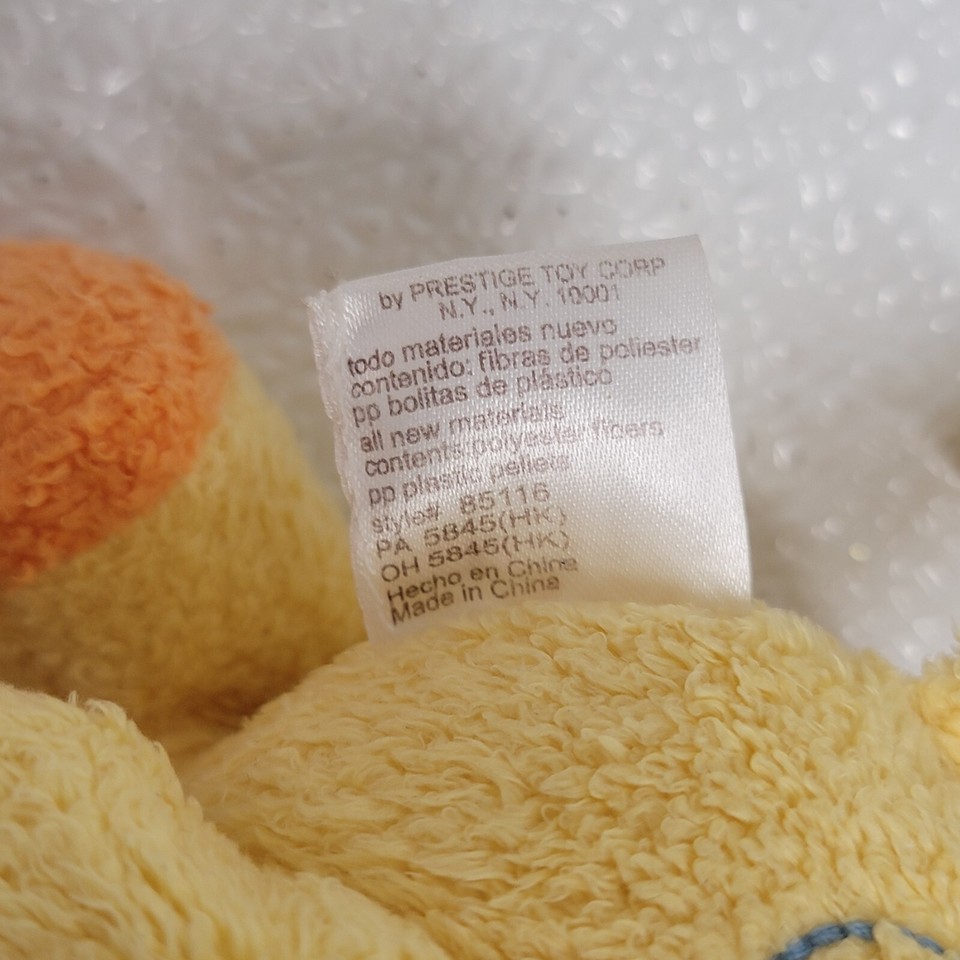 by PRESTIGE TOY CORP
N.Y., N.Y. 10001
todo materiales nuevo
contenido: fibras de poliester
pp bolitas de plástico
all new materials
contents:polyester fibers
pp plastic pellets
style# 85116
PA 5845(HK)
OH 5845(HK)
Hecho en China
Made in China